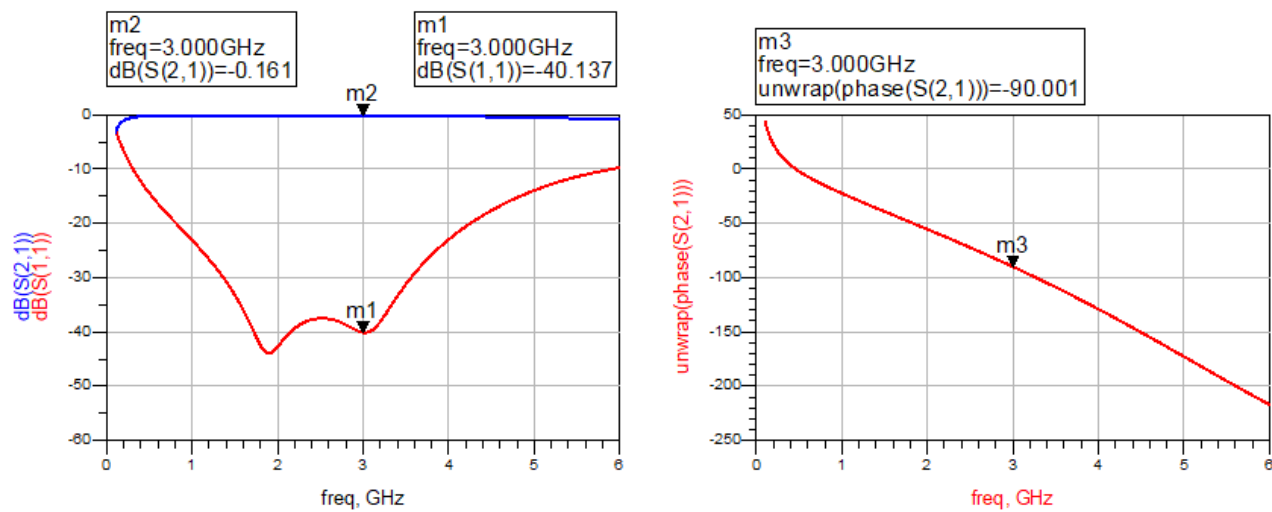 m2
freq=3.000GHz
dB(S(2,1))=-0.161
m1
freq=3.000GHz
dB(S(1,1))=-40.137
m2
m1
0
-10
-20
-30
-40
-50
-60
0
1
2
3
4
5
6
freq, GHz
dB(S(2,1))
dB(S(1,1))
m3
freq=3.000GHz
unwrap(phase(S(2,1)))=-90.001
m3
50
0
-50
-100
-150
-200
-250
0
1
2
3
4
5
6
freq, GHz
unwrap(phase(S(2,1)))